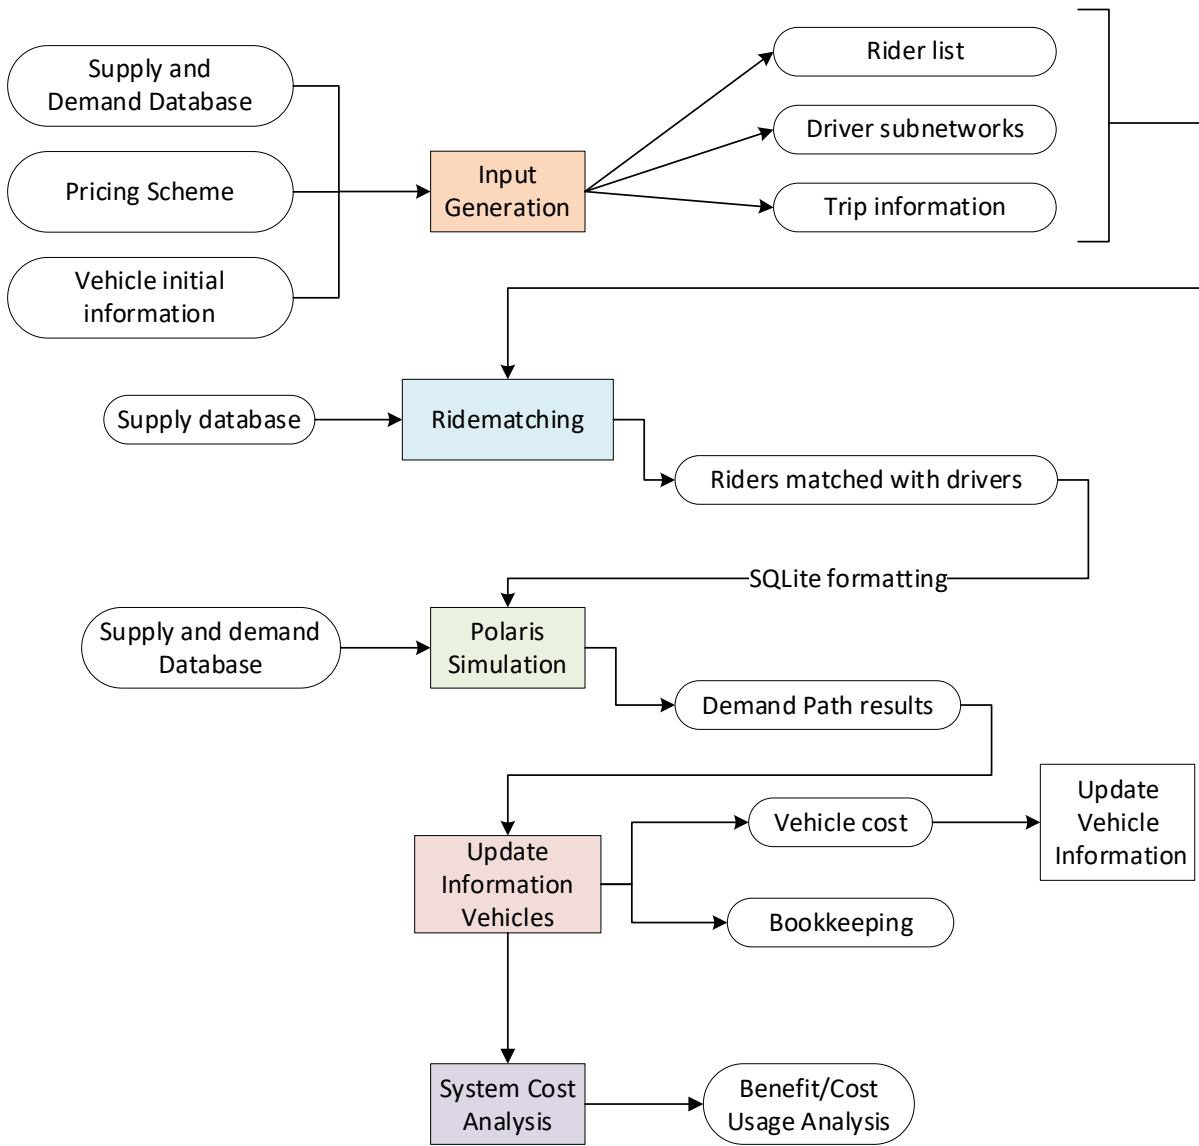 Supply and
Demand Database
Pricing Scheme
Vehicle initial
information
Input
Generation
Rider list
Driver subnetworks
Trip information
Supply database
Ridematching
Riders matched with drivers
SQLite formatting
Supply and demand
Database
Polaris
Simulation
Demand Path results
Update
Information
Vehicles
Vehicle cost
Update
Vehicle
Information
Bookkeeping
System Cost
Analysis
Benefit/Cost
Usage Analysis